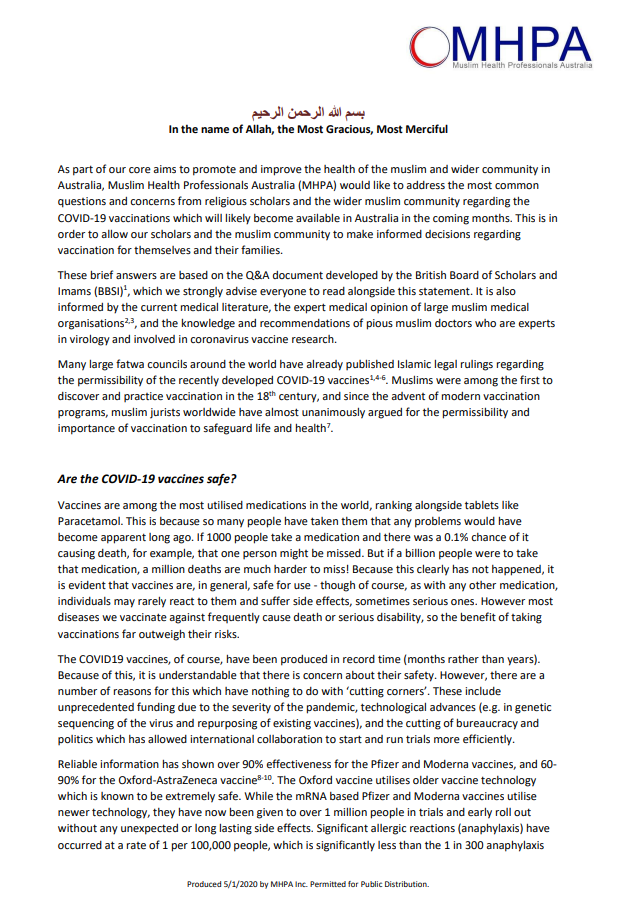 MHPA
Muslim Health Professionals Australia
بسم الله الرحمن الرحيم
In the name of Allah, the Most Gracious, Most Merciful
As part of our core aims to promote and improve the health of the muslim and wider community in
Australia, Muslim Health Professionals Australia (MHPA) would like to address the most common
questions and concerns from religious scholars and the wider muslim community regarding the
COVID-19 vaccinations which will likely become available in Australia in the coming months. This is in
order to allow our scholars and the muslim community to make informed decisions regarding
vaccination for themselves and their families.
These brief answers are based on the Q&A document developed by the British Board of Scholars and
Imams (BBSI)¹, which we strongly advise everyone to read alongside this statement. It is also
informed by the current medical literature, the expert medical opinion of large muslim medical
organisations²,³, and the knowledge and recommendations of pious muslim doctors who are experts
in virology and involved in coronavirus vaccine research.
Many large fatwa councils around the world have already published Islamic legal rulings regarding
the permissibility of the recently developed COVID-19 vaccines¹,⁴⁻⁶. Muslims were among the first to
discover and practice vaccination in the 18ᵗʰ century, and since the advent of modern vaccination
programs, muslim jurists worldwide have almost unanimously argued for the permissibility and
importance of vaccination to safeguard life and health⁷.
Are the COVID-19 vaccines safe?
Vaccines are among the most utilised medications in the world, ranking alongside tablets like
Paracetamol. This is because so many people have taken them that any problems would have
become apparent long ago. If 1000 people take a medication and there was a 0.1% chance of it
causing death, for example, that one person might be missed. But if a billion people were to take
that medication, a million deaths are much harder to miss! Because this clearly has not happened, it
is evident that vaccines are, in general, safe for use - though of course, as with any other medication,
individuals may rarely react to them and suffer side effects, sometimes serious ones. However most
diseases we vaccinate against frequently cause death or serious disability, so the benefit of taking
vaccinations far outweigh their risks.
The COVID19 vaccines, of course, have been produced in record time (months rather than years).
Because of this, it is understandable that there is concern about their safety. However, there are a
number of reasons for this which have nothing to do with ‘cutting corners’. These include
unprecedented funding due to the severity of the pandemic, technological advances (e.g. in genetic
sequencing of the virus and repurposing of existing vaccines), and the cutting of bureaucracy and
politics which has allowed international collaboration to start and run trials more efficiently.
Reliable information has shown over 90% effectiveness for the Pfizer and Moderna vaccines, and 60-
90% for the Oxford-AstraZeneca vaccine⁸⁻¹⁰. The Oxford vaccine utilises older vaccine technology
which is known to be extremely safe. While the mRNA based Pfizer and Moderna vaccines utilise
newer technology, they have now been given to over 1 million people in trials and early roll out
without any unexpected or long lasting side effects. Significant allergic reactions (anaphylaxis) have
occurred at a rate of 1 per 100,000 people, which is significantly less than the 1 in 300 anaphylaxis
Produced 5/1/2020 by MHPA Inc. Permitted for Public Distribution.